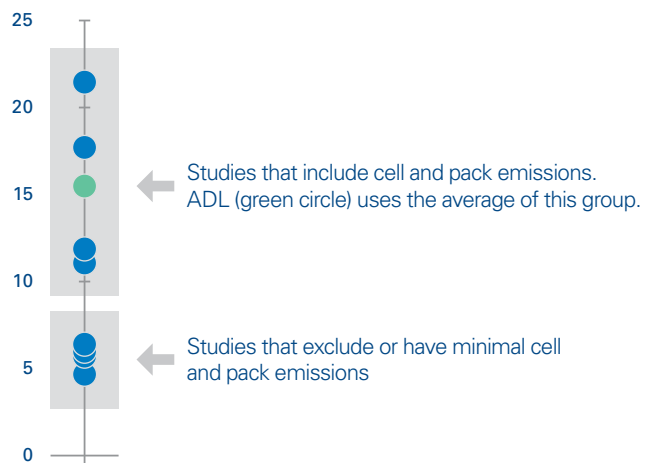 25
20
Studies that include cell and pack emissions.
15
ADL (green circle) uses the average of this group.
10
Studies that exclude or have minimal cell
5
and pack emissions
0